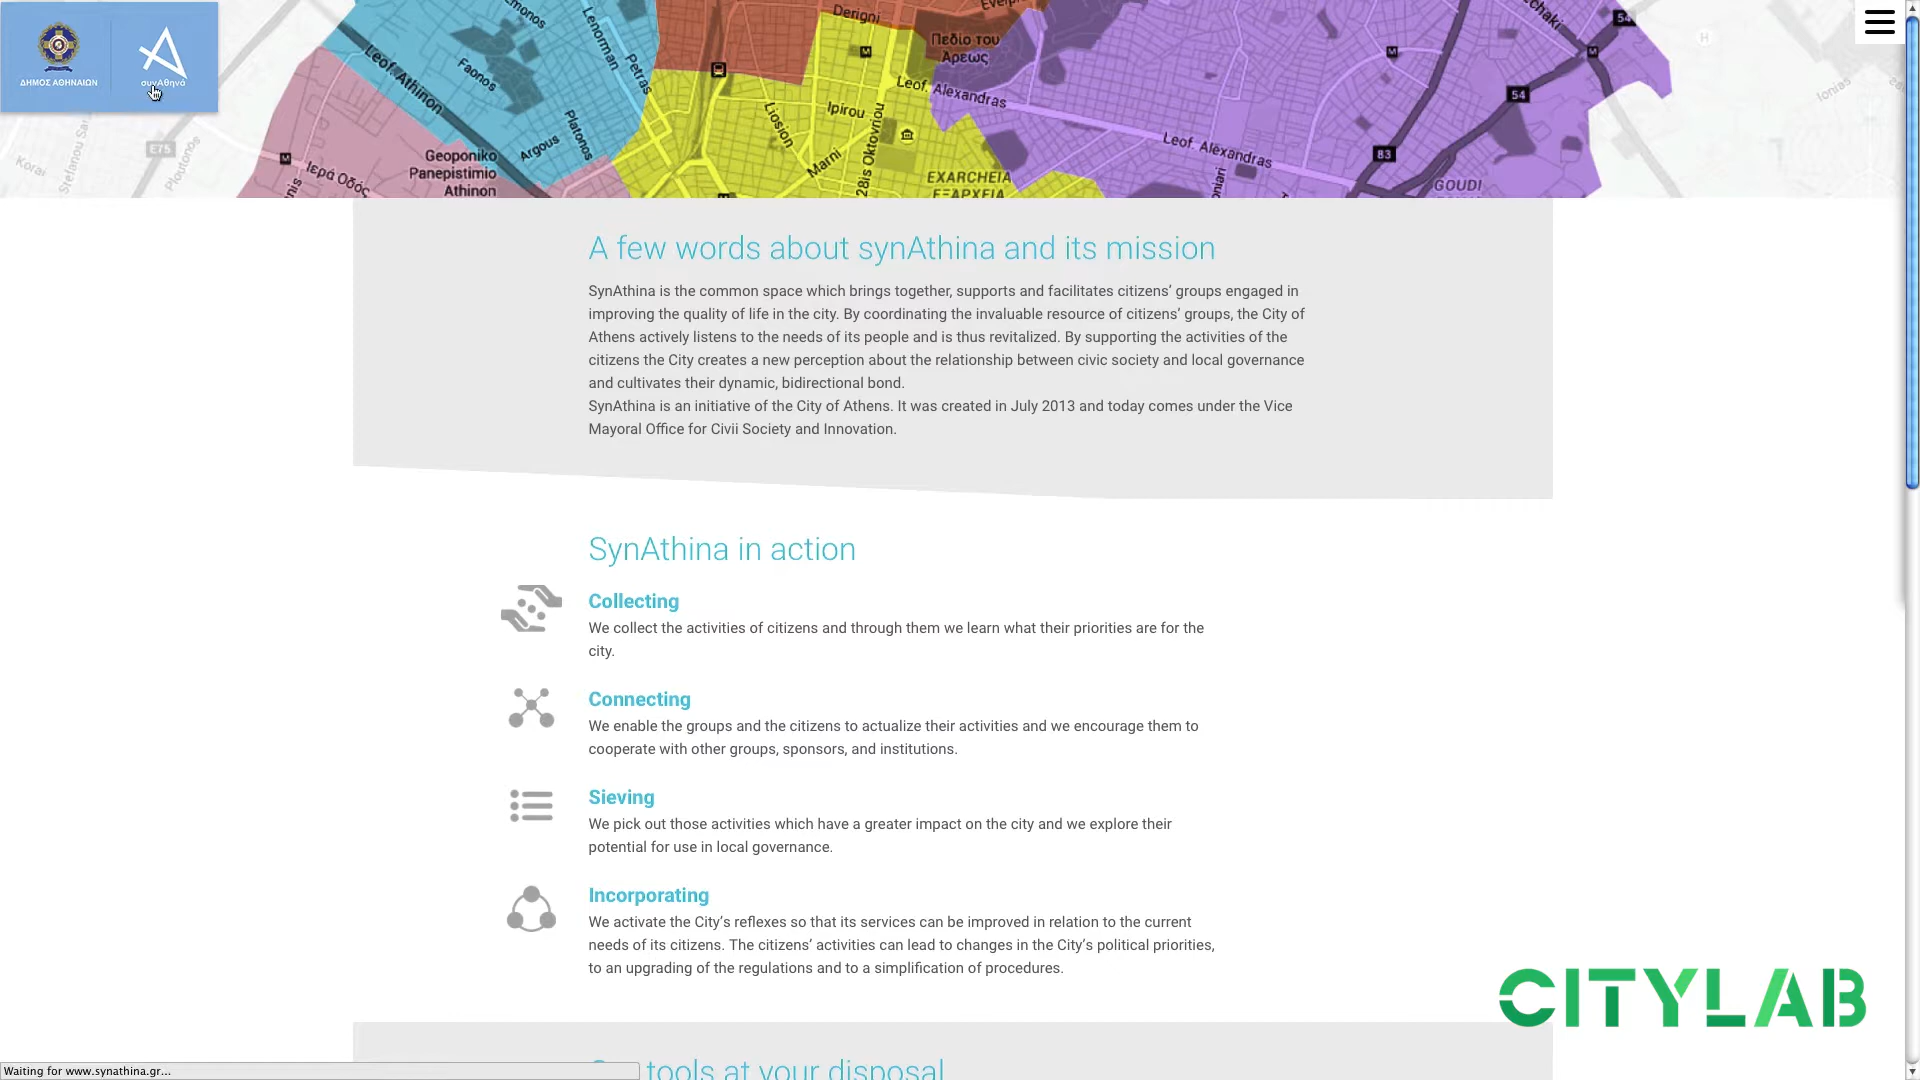 ΔΗΜΟΣ ΑΘΗΝΑΙΩΝ
συνΑθηνά
Leof. Athinon
Faonos
Lenorman
Petras
Platonos
Argous
Geoponiko
Panepistimio
Athinon
Ιερά Οδός
Korai
E75
Ploutonos
Derigni
Πεδίο του
Άρεως
Leof. Alexandras
Liosion
Ipirou
Marni
28is Oktovriou
EXARCHEIA
ΕΞΑΡΧΕΙΑ
Leof. Alexandras
54
54
83
GOUDI
H
Ionias
A few words about synAthina and its mission
SynAthina is the common space which brings together, supports and facilitates citizens’ groups engaged in
improving the quality of life in the city. By coordinating the invaluable resource of citizens’ groups, the City of
Athens actively listens to the needs of its people and is thus revitalized. By supporting the activities of the
citizens the City creates a new perception about the relationship between civic society and local governance
and cultivates their dynamic, bidirectional bond.
SynAthina is an initiative of the City of Athens. It was created in July 2013 and today comes under the Vice
Mayoral Office for Civii Society and Innovation.
SynAthina in action
Collecting
We collect the activities of citizens and through them we learn what their priorities are for the
city.
Connecting
We enable the groups and the citizens to actualize their activities and we encourage them to
cooperate with other groups, sponsors, and institutions.
Sieving
We pick out those activities which have a greater impact on the city and we explore their
potential for use in local governance.
Incorporating
We activate the City’s reflexes so that its services can be improved in relation to the current
needs of its citizens. The citizens’ activities can lead to changes in the City’s political priorities,
to an upgrading of the regulations and to a simplification of procedures.
CITYLAB
tools at your disposal
Waiting for www.synathina.gr...